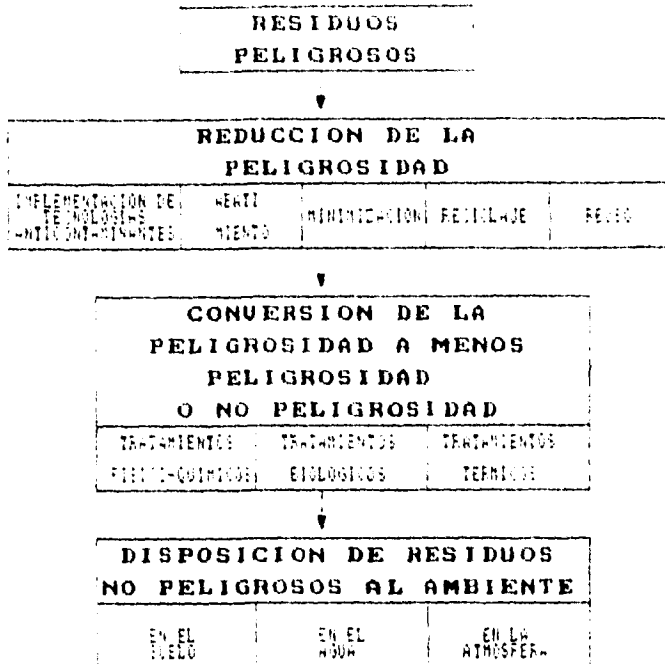 RESIDUOS
PELIGROSOS
REDUCCION DE LA
PELIGROSIDAD
IMPLEMENTACION DE
TECNOLOGIAS
ANTICONTAMINANTES
MIENTO
MINIMIZACION
RECICLAJE
CONVERSION DE LA
PELIGROSIDAD A MENOS
PELIGROSIDAD
O NO PELIGROSIDAD
TRATAMIENTOS
FISICO-QUIMICOS
TRATAMIENTOS
BIOLOGICOS
TRATAMIENTOS
TERMICOS
DISPOSICION DE RESIDUOS
NO PELIGROSOS AL AMBIENTE
EN EL
SUELO
EN EL
AGUA
EN LA
ATMOSFERA